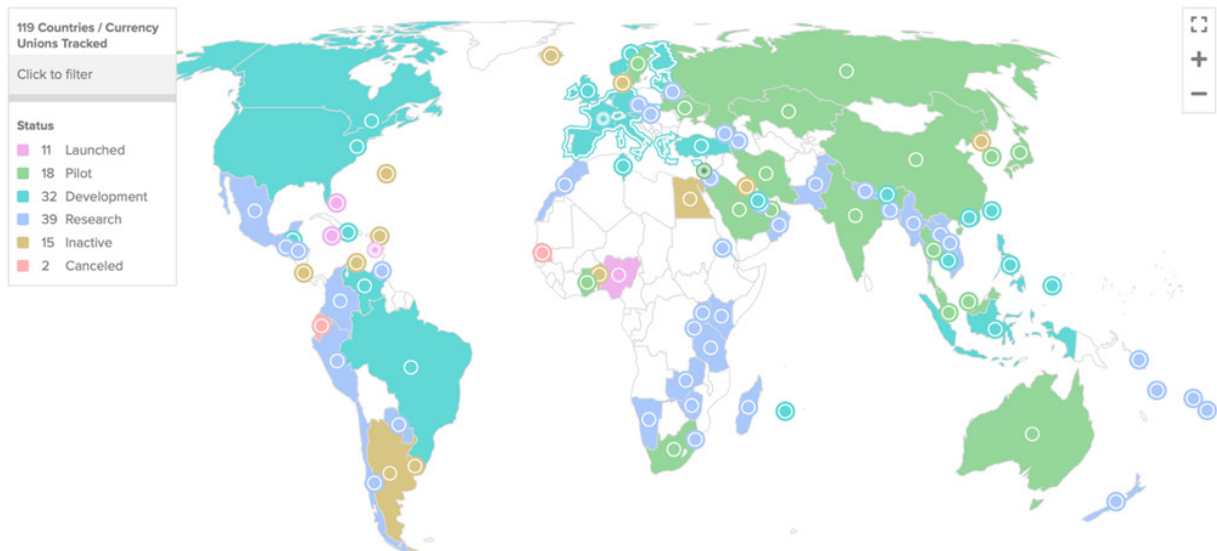 119 Countries / Currency
Unions Tracked
Click to filter
Status
11 Launched
18 Pilot
32 Development
39 Research
15 Inactive
2 Canceled